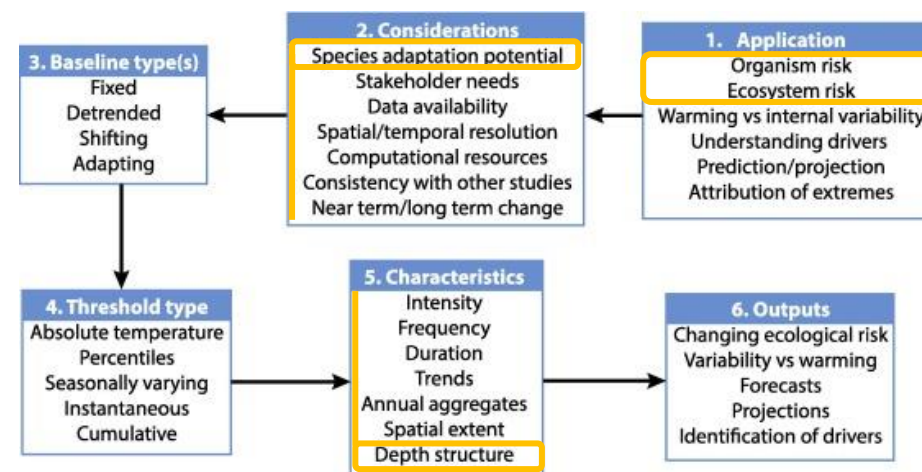 1. Application
Organism risk
Ecosystem risk
Warming vs internal variability
Understanding drivers
Prediction/projection
Attribution of extremes
2. Considerations
Species adaptation potential
Stakeholder needs
Data availability
Spatial/temporal resolution
Computational resources
Consistency with other studies
Near term/long term change
3. Baseline type(s)
Fixed
Detrended
Shifting
Adapting
4. Threshold type
Absolute temperature
Percentiles
Seasonally varying
Instantaneous
Cumulative
5. Characteristics
Intensity
Frequency
Duration
Trends
Annual aggregates
Spatial extent
Depth structure
6. Outputs
Changing ecological risk
Variability vs warming
Forecasts
Projections
Identification of drivers